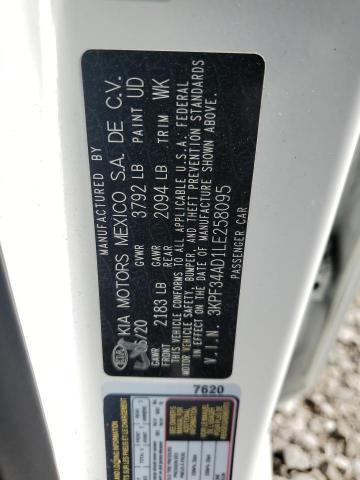 MANUFACTURED BY
KIA MOTORS MEXICO S.A. DE C.V.
KIA
/20 GVWR 3792 LB PAINT UD
GAWR FRONT 2183 LB GAWR REAR 2094 LB TRIM WK
THIS VEHICLE CONFORMS TO ALL APPLICABLE U.S.A: FEDERAL
MOTOR VEHICLE SAFETY, BUMPER, AND THEFT PREVENTION STANDARDS
IN EFFECT ON THE DATE OF MANUFACTURE SHOWN ABOVE.
V.I.N. 3KPF34AD1LE258095
PASSENGER CAR
7620